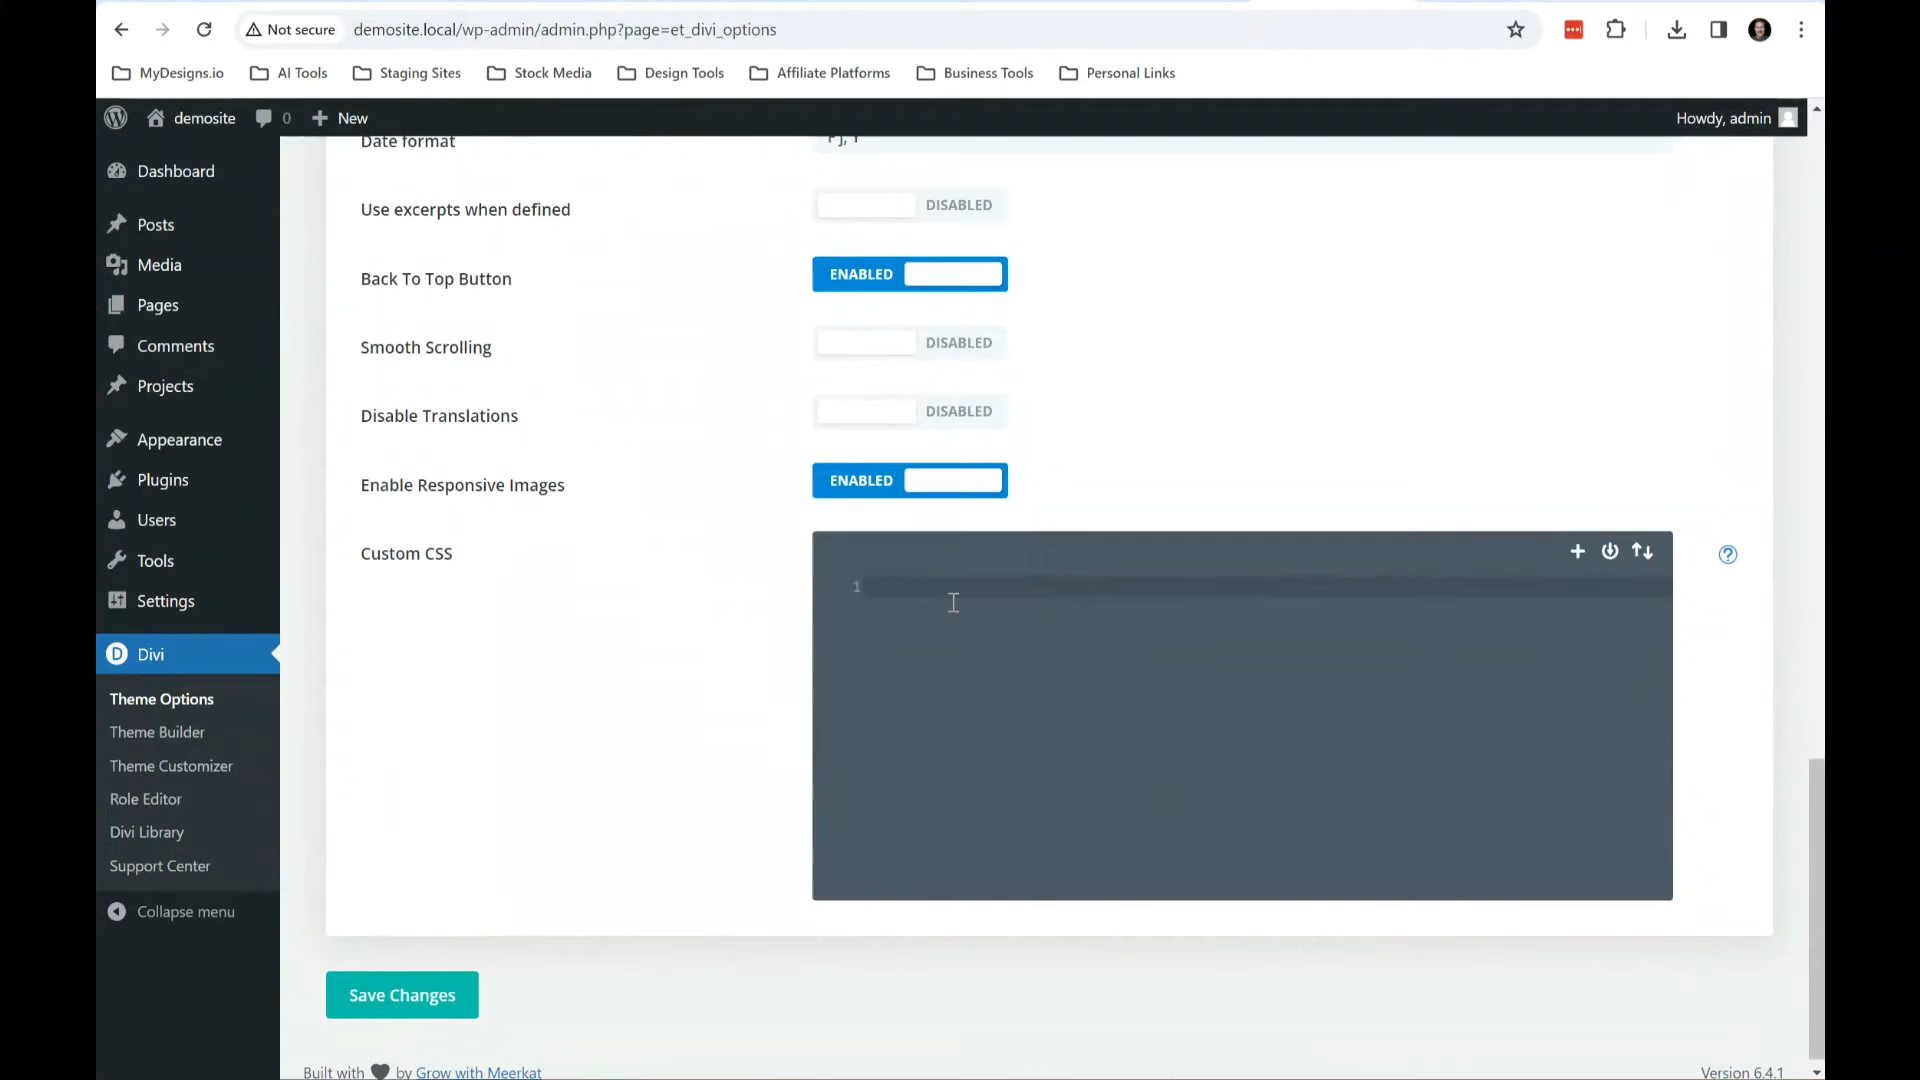 Not secure
demosite.local/wp-admin/admin.php?page=et_divi_options
MyDesigns.io
AI Tools
Staging Sites
Stock Media
Design Tools
Affiliate Platforms
Business Tools
Personal Links
demosite
0
New
Howdy, admin
Dashboard
Posts
Media
Pages
Comments
Projects
Appearance
Plugins
Users
Tools
Settings
Divi
Theme Options
Theme Builder
Theme Customizer
Role Editor
Divi Library
Support Center
Collapse menu
Date format
F j, Y
Use excerpts when defined
DISABLED
Back To Top Button
ENABLED
Smooth Scrolling
DISABLED
Disable Translations
DISABLED
Enable Responsive Images
ENABLED
Custom CSS
1
Save Changes
Built with by Grow with Meerkat
Version 6.4.1